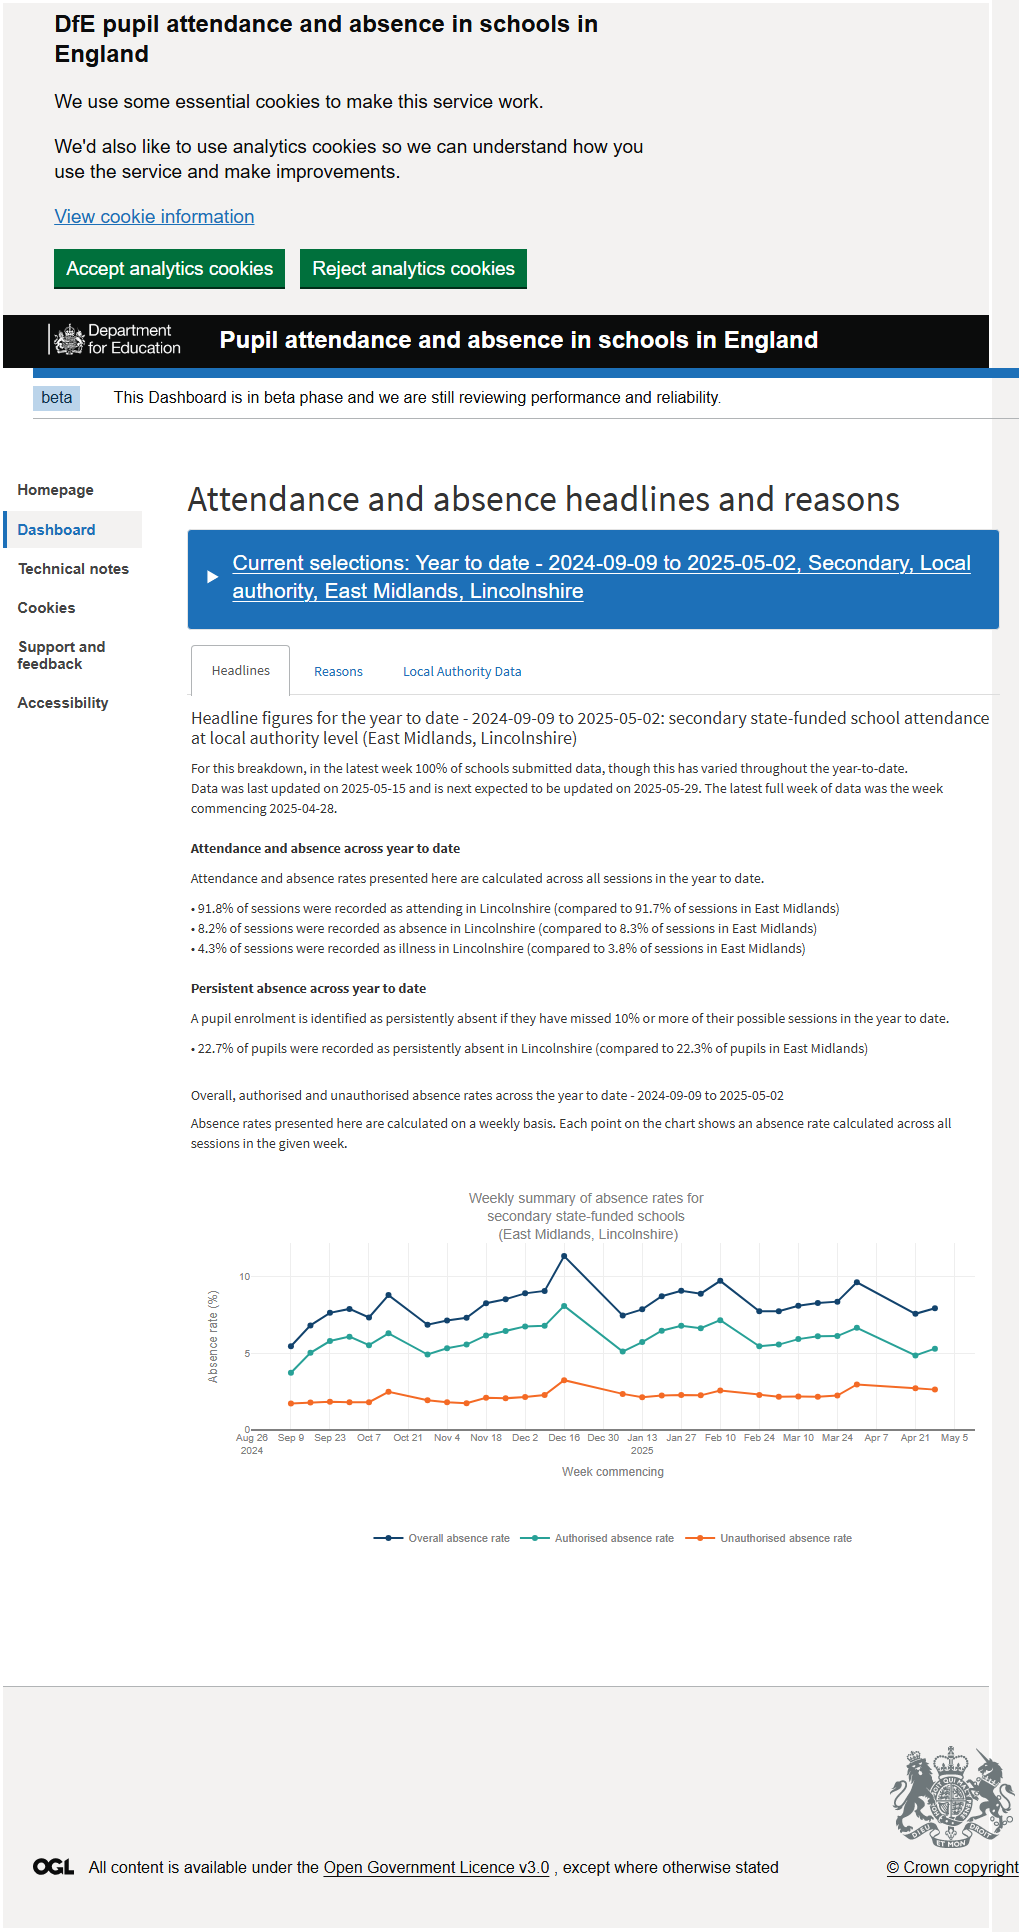 DfE pupil attendance and absence in schools in
England
We use some essential cookies to make this service work.
We'd also like to use analytics cookies so we can understand how you
use the service and make improvements.
View cookie information
Accept analytics cookies
Reject analytics cookies
Department
for Education
Pupil attendance and absence in schools in England
beta
This Dashboard is in beta phase and we are still reviewing performance and reliability.
Homepage
Dashboard
Technical notes
Cookies
Support and
feedback
Accessibility
Attendance and absence headlines and reasons
Current selections: Year to date - 2024-09-09 to 2025-05-02, Secondary, Local
authority, East Midlands, Lincolnshire
Headlines
Reasons
Local Authority Data
Headline figures for the year to date - 2024-09-09 to 2025-05-02: secondary state-funded school attendance
at local authority level (East Midlands, Lincolnshire)
For this breakdown, in the latest week 100% of schools submitted data, though this has varied throughout the year-to-date.
Data was last updated on 2025-05-15 and is next expected to be updated on 2025-05-29. The latest full week of data was the week
commencing 2025-04-28.
Attendance and absence across year to date
Attendance and absence rates presented here are calculated across all sessions in the year to date.
• 91.8% of sessions were recorded as attending in Lincolnshire (compared to 91.7% of sessions in East Midlands)
• 8.2% of sessions were recorded as absence in Lincolnshire (compared to 8.3% of sessions in East Midlands)
• 4.3% of sessions were recorded as illness in Lincolnshire (compared to 3.8% of sessions in East Midlands)
Persistent absence across year to date
A pupil enrolment is identified as persistently absent if they have missed 10% or more of their possible sessions in the year to date.
• 22.7% of pupils were recorded as persistently absent in Lincolnshire (compared to 22.3% of pupils in East Midlands)
Overall, authorised and unauthorised absence rates across the year to date - 2024-09-09 to 2025-05-02
Absence rates presented here are calculated on a weekly basis. Each point on the chart shows an absence rate calculated across all
sessions in the given week.
Weekly summary of absence rates for
secondary state-funded schools
(East Midlands, Lincolnshire)
Absence rate (%)
10
5
0
Aug 26 Sep 9 Sep 23 Oct 7 Oct 21 Nov 4 Nov 18 Dec 2 Dec 16 Dec 30 Jan 13 Jan 27 Feb 10 Feb 24 Mar 10 Mar 24 Apr 7 Apr 21 May 5
2024 2025
Week commencing
Overall absence rate
Authorised absence rate
Unauthorised absence rate
DIEU ET MON DROIT
OGL
All content is available under the Open Government Licence v3.0 , except where otherwise stated
© Crown copyright